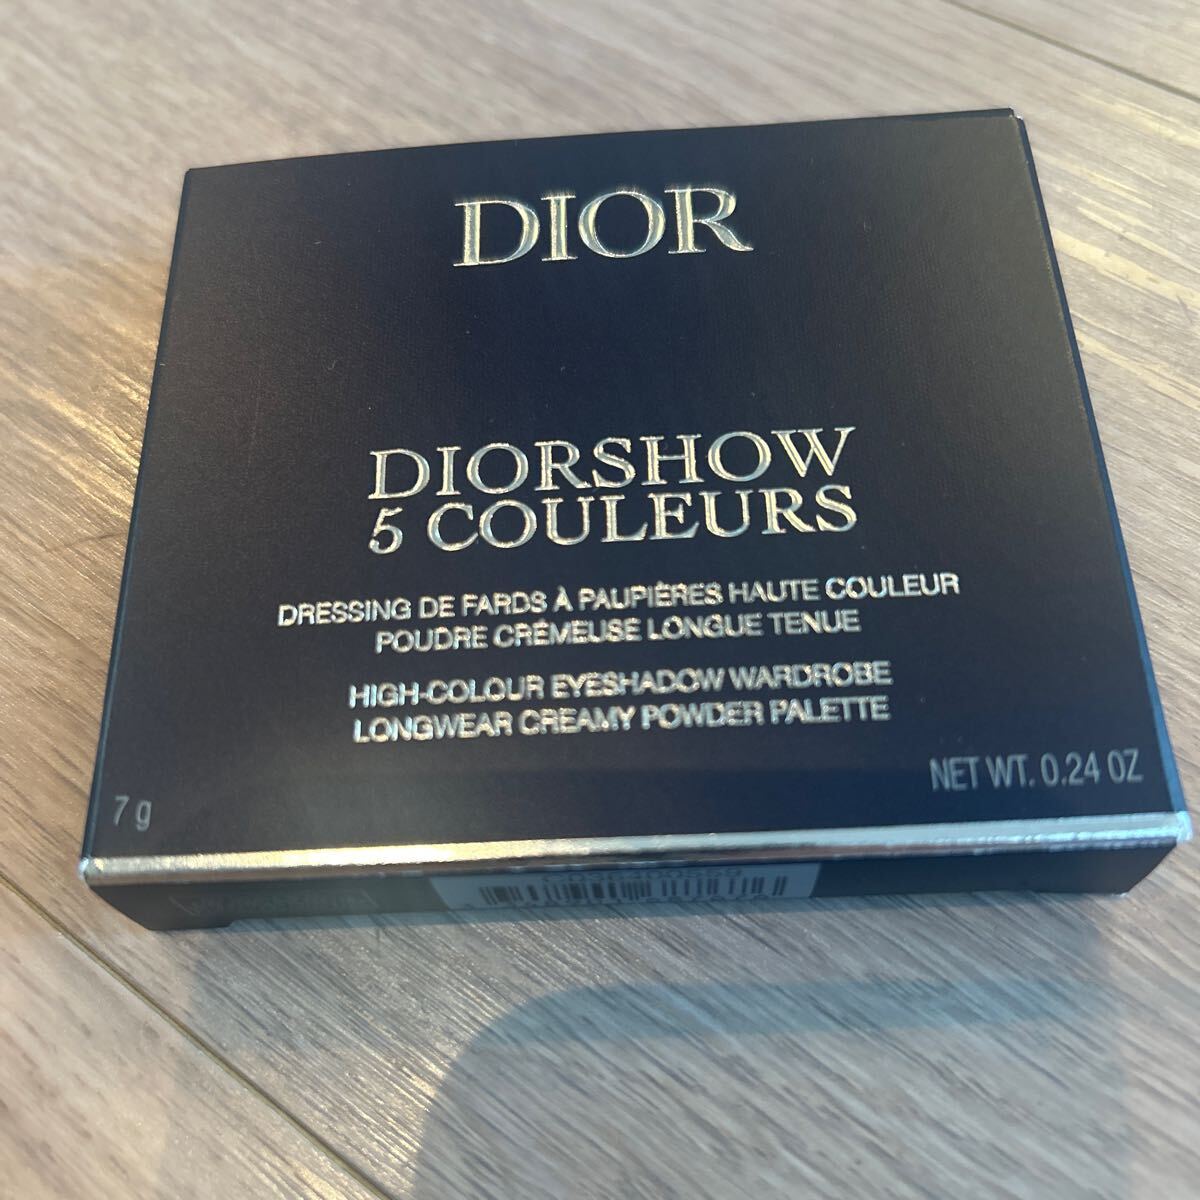 DIOR
DIORSHOW
5 COULEURS
DRESSING DE FARDS À PAUPIÈRES HAUTE COULEUR
POUDRE CRÉMEUSE LONGUE TENUE
HIGH-COLOUR EYESHADOW WARDROBE
LONGWEAR CREAMY POWDER PALETTE
7 g
NET WT. 0.24 OZ